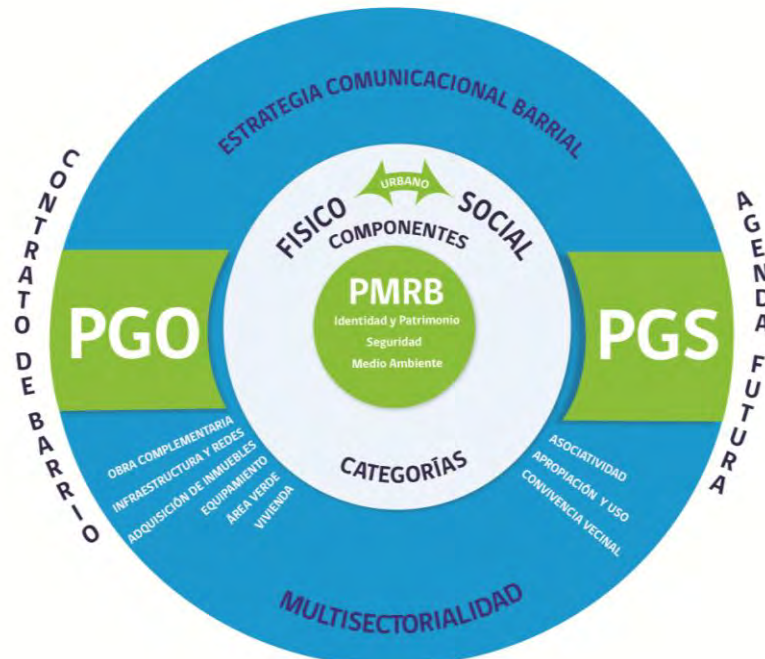 ESTRATEGIA COMUNICACIONAL BARRIAL
CONTRATO DE BARRIO
AGENDA FUTURA
URBANO
FISICO
SOCIAL
COMPONENTES
PMRB
Identidad y Patrimonio
Seguridad
Medio Ambiente
PGO
PGS
CATEGORÍAS
OBRA COMPLEMENTARIA
INFRAESTRUCTURA Y REDES
ADQUISICIÓN DE INMUEBLES
EQUIPAMIENTO
ÁREA VERDE
VIVIENDA
ASOCIATIVIDAD
APROPIACIÓN Y USO
CONVIVENCIA VECINAL
MULTISECTORIALIDAD